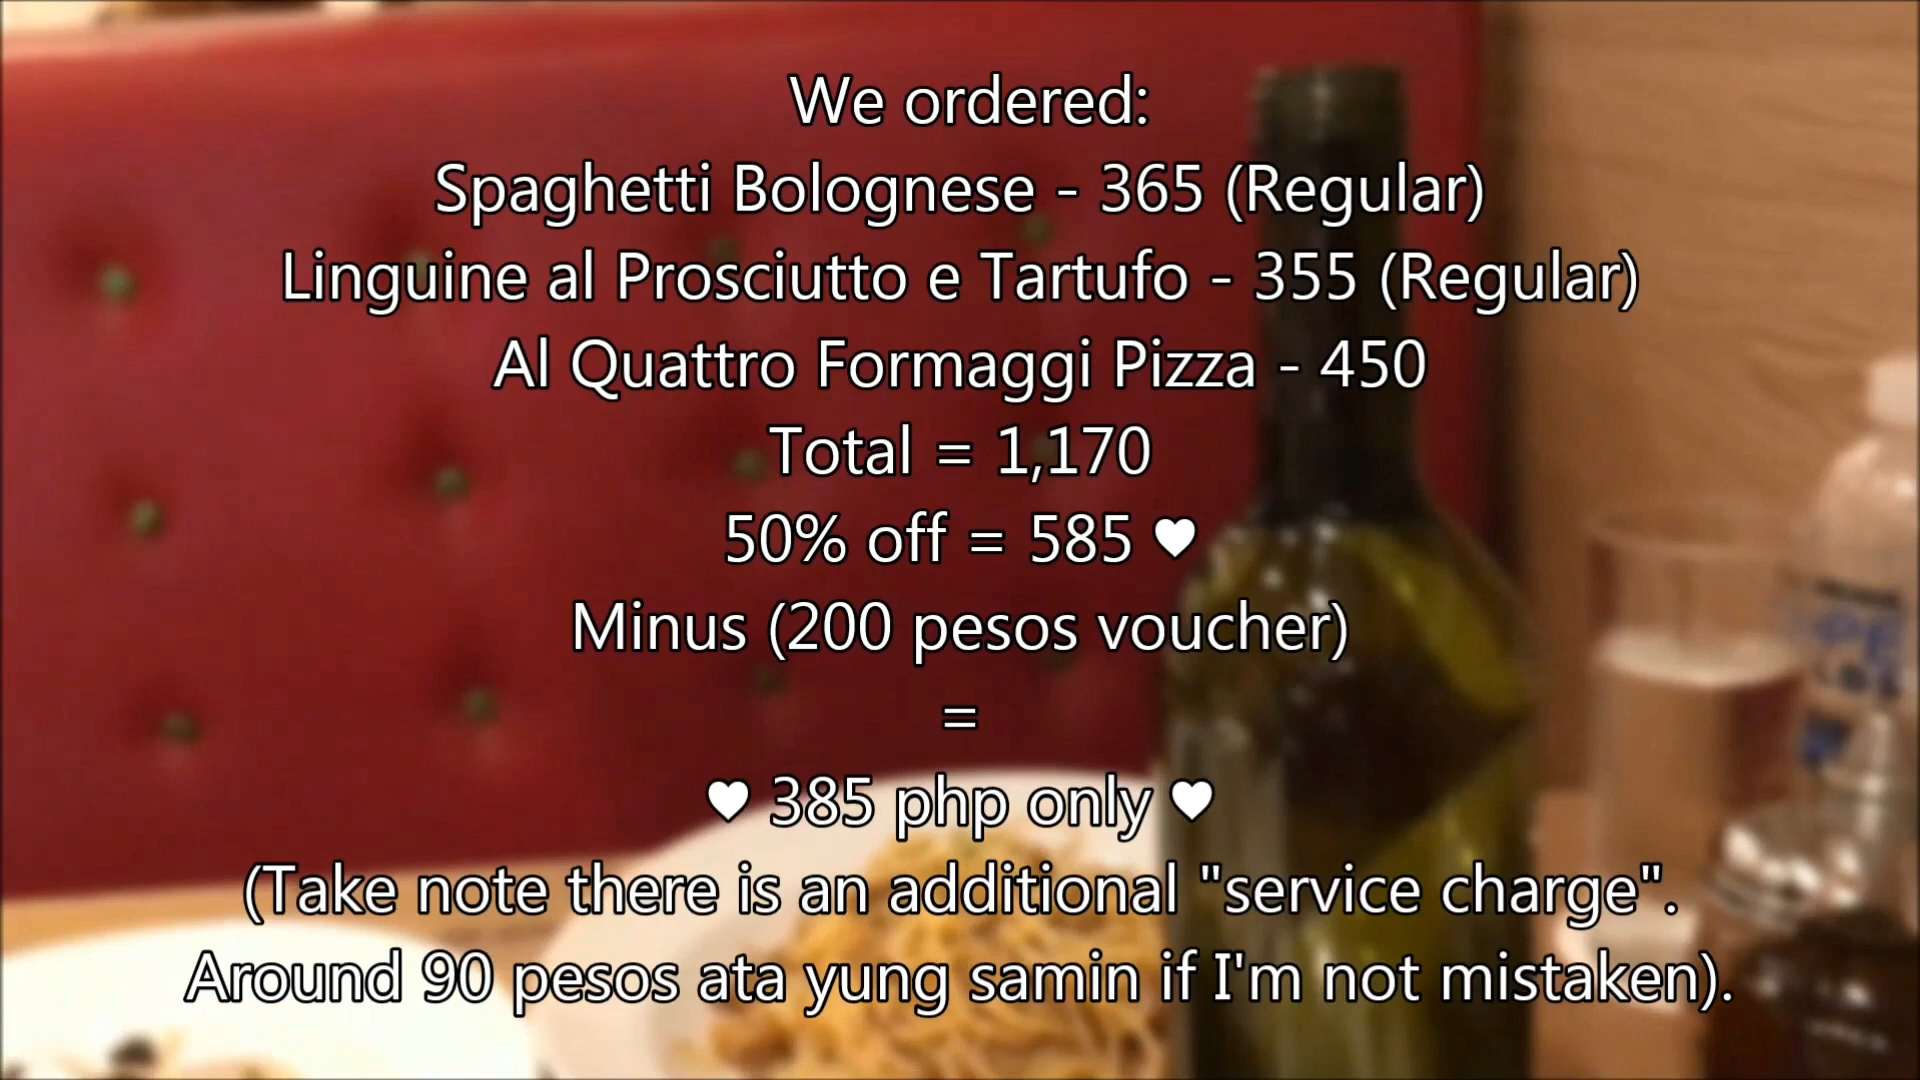 We ordered:
Spaghetti Bolognese - 365 (Regular)
Linguine al Prosciutto e Tartufo - 355 (Regular)
Al Quattro Formaggi Pizza - 450
Total = 1,170
50% off = 585 ♥
Minus (200 pesos voucher)
=
♥ 385 php only ♥
(Take note there is an additional "service charge".
Around 90 pesos ata yung samin if I'm not mistaken).